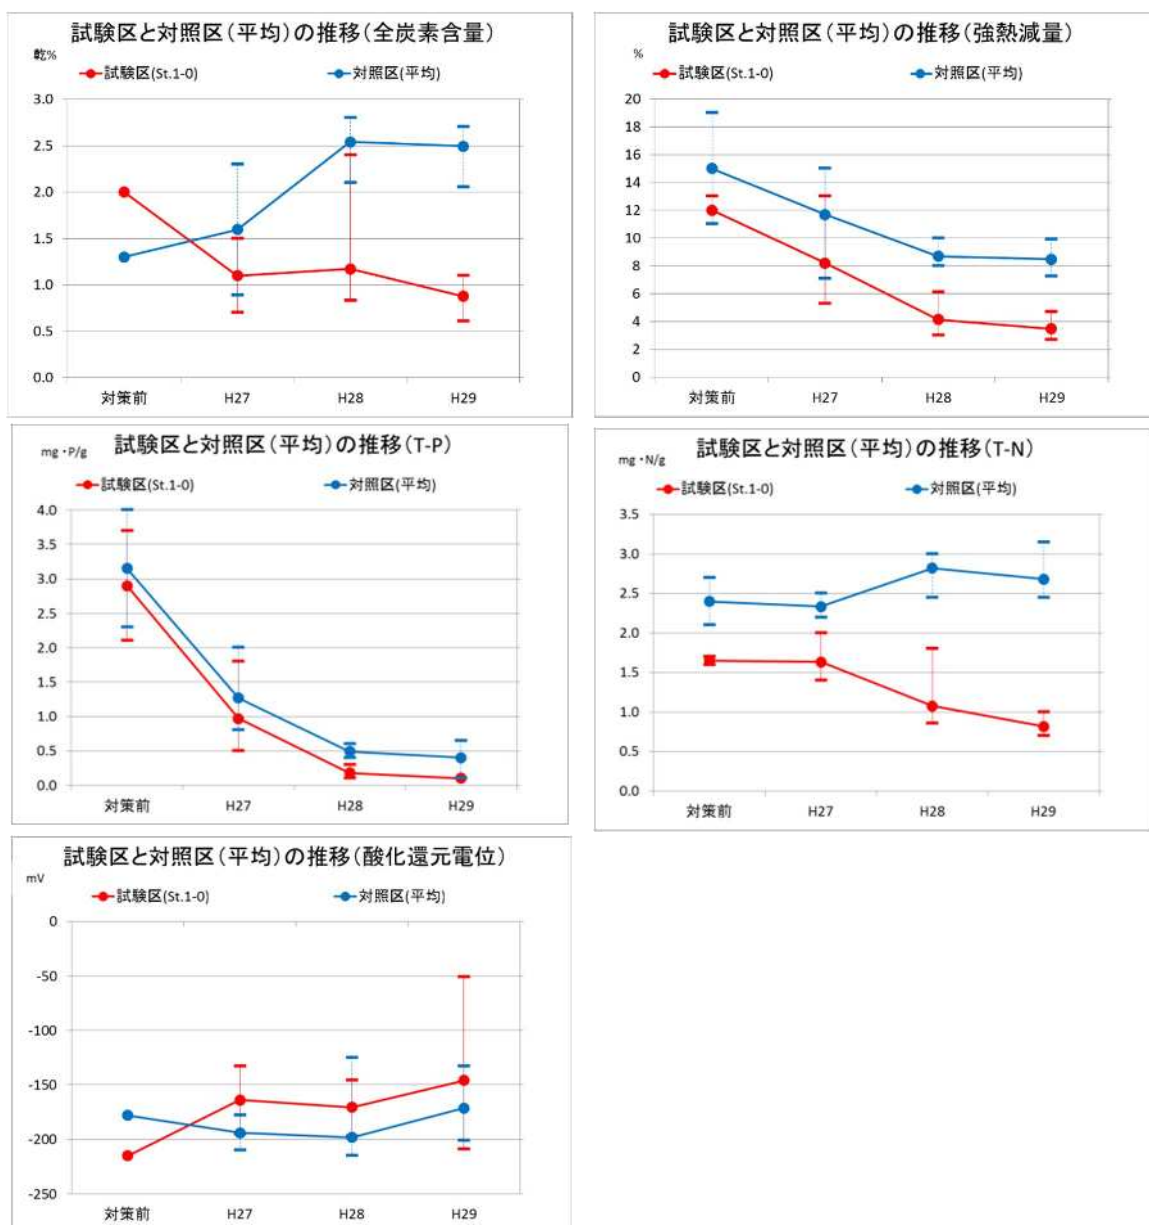 試験区と対照区(平均)の推移(全炭素含量)
乾%
試験区(St.1-0)
対照区(平均)
3.0
2.5
2.0
1.5
1.0
0.5
0.0
対策前
H27
H28
H29
試験区と対照区(平均)の推移(強熱減量)
%
試験区(St.1-0)
対照区(平均)
20
18
16
14
12
10
8
6
4
2
0
対策前
H27
H28
H29
試験区と対照区(平均)の推移(T-P)
mg・P/g
試験区(St.1-0)
対照区(平均)
4.0
3.5
3.0
2.5
2.0
1.5
1.0
0.5
0.0
対策前
H27
H28
H29
試験区と対照区(平均)の推移(T-N)
mg・N/g
試験区(St.1-0)
対照区(平均)
3.5
3.0
2.5
2.0
1.5
1.0
0.5
0.0
対策前
H27
H28
H29
試験区と対照区(平均)の推移(酸化還元電位)
mV
試験区(St.1-0)
対照区(平均)
0
-50
-100
-150
-200
-250
対策前
H27
H28
H29